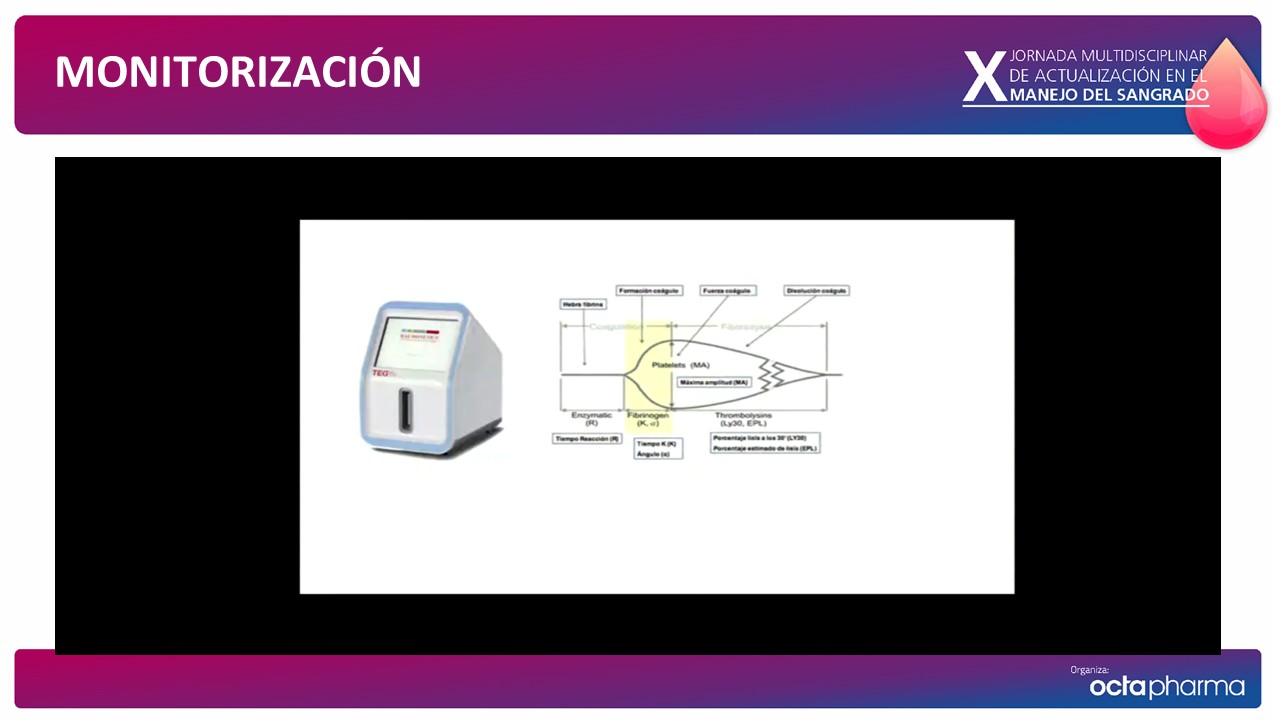 MONITORIZACIÓN
X JORNADA MULTIDISCIPLINAR
DE ACTUALIZACIÓN EN EL
MANEJO DEL SANGRADO
Formación coágulo
Fuerza coágulo
Disolución coágulo
Hebra fibrina
Coagulation
Fibrinolysis
Platelets (MA)
Máxima amplitud (MA)
TEG
Enzymatic
(R)
Fibrinogen
(K, α)
Thrombolysins
(Ly30, EPL)
Tiempo Reacción (R)
Tiempo K (K)
Ángulo (α)
Porcentaje lisis a los 30' (LY30)
Porcentaje estimado de lisis (EPL)
Organiza:
octapharma